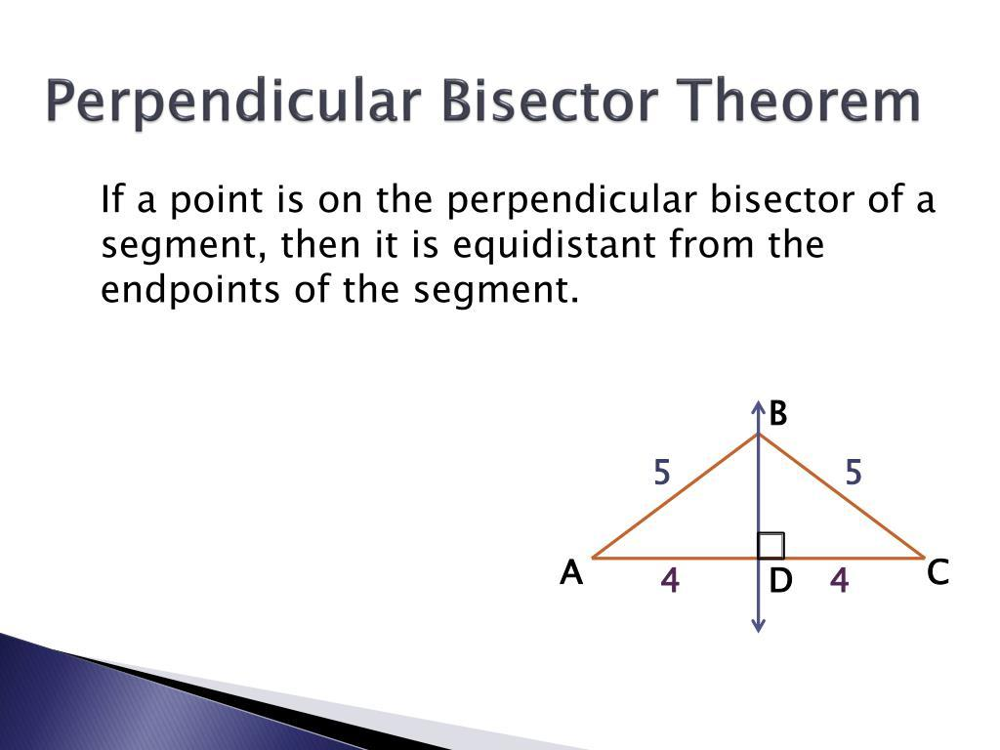 Perpendicular Bisector Theorem
If a point is on the perpendicular bisector of a
segment, then it is equidistant from the
endpoints of the segment.
B
5 5
A 4 D 4 C